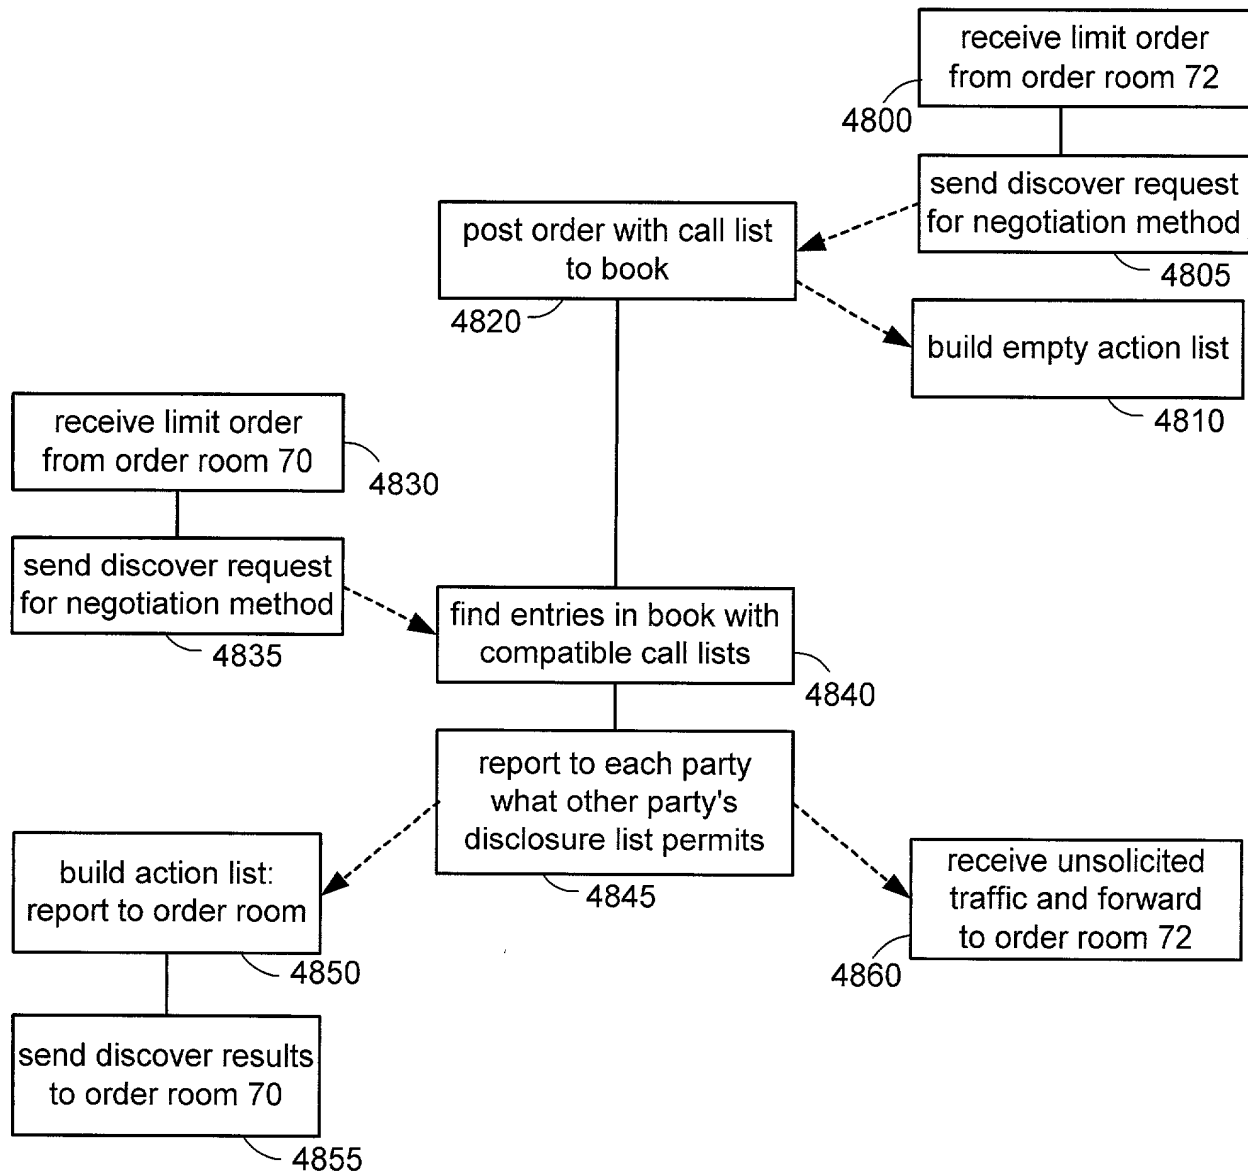 receive limit order
from order room 72
4800
send discover request
for negotiation method
4805
post order with call list
to book
4820
build empty action list
4810
receive limit order
from order room 70
4830
send discover request
for negotiation method
4835
find entries in book with
compatible call lists
4840
report to each party
what other party's
disclosure list permits
4845
build action list:
report to order room
4850
receive unsolicited
traffic and forward
to order room 72
4860
send discover results
to order room 70
4855